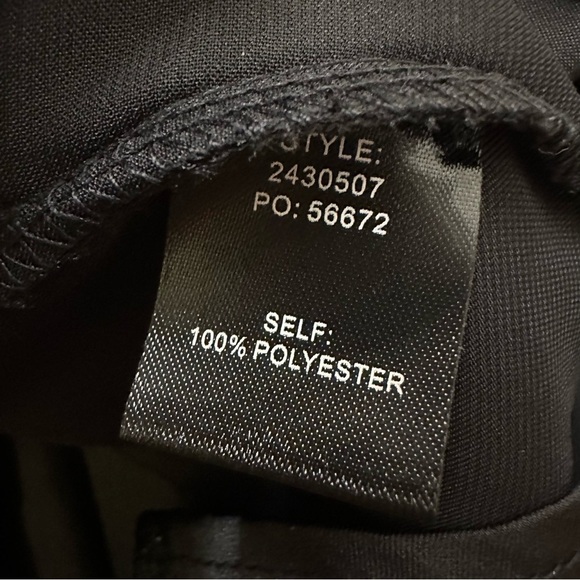 STYLE:
2430507
PO: 56672
SELF:
100% POLYESTER